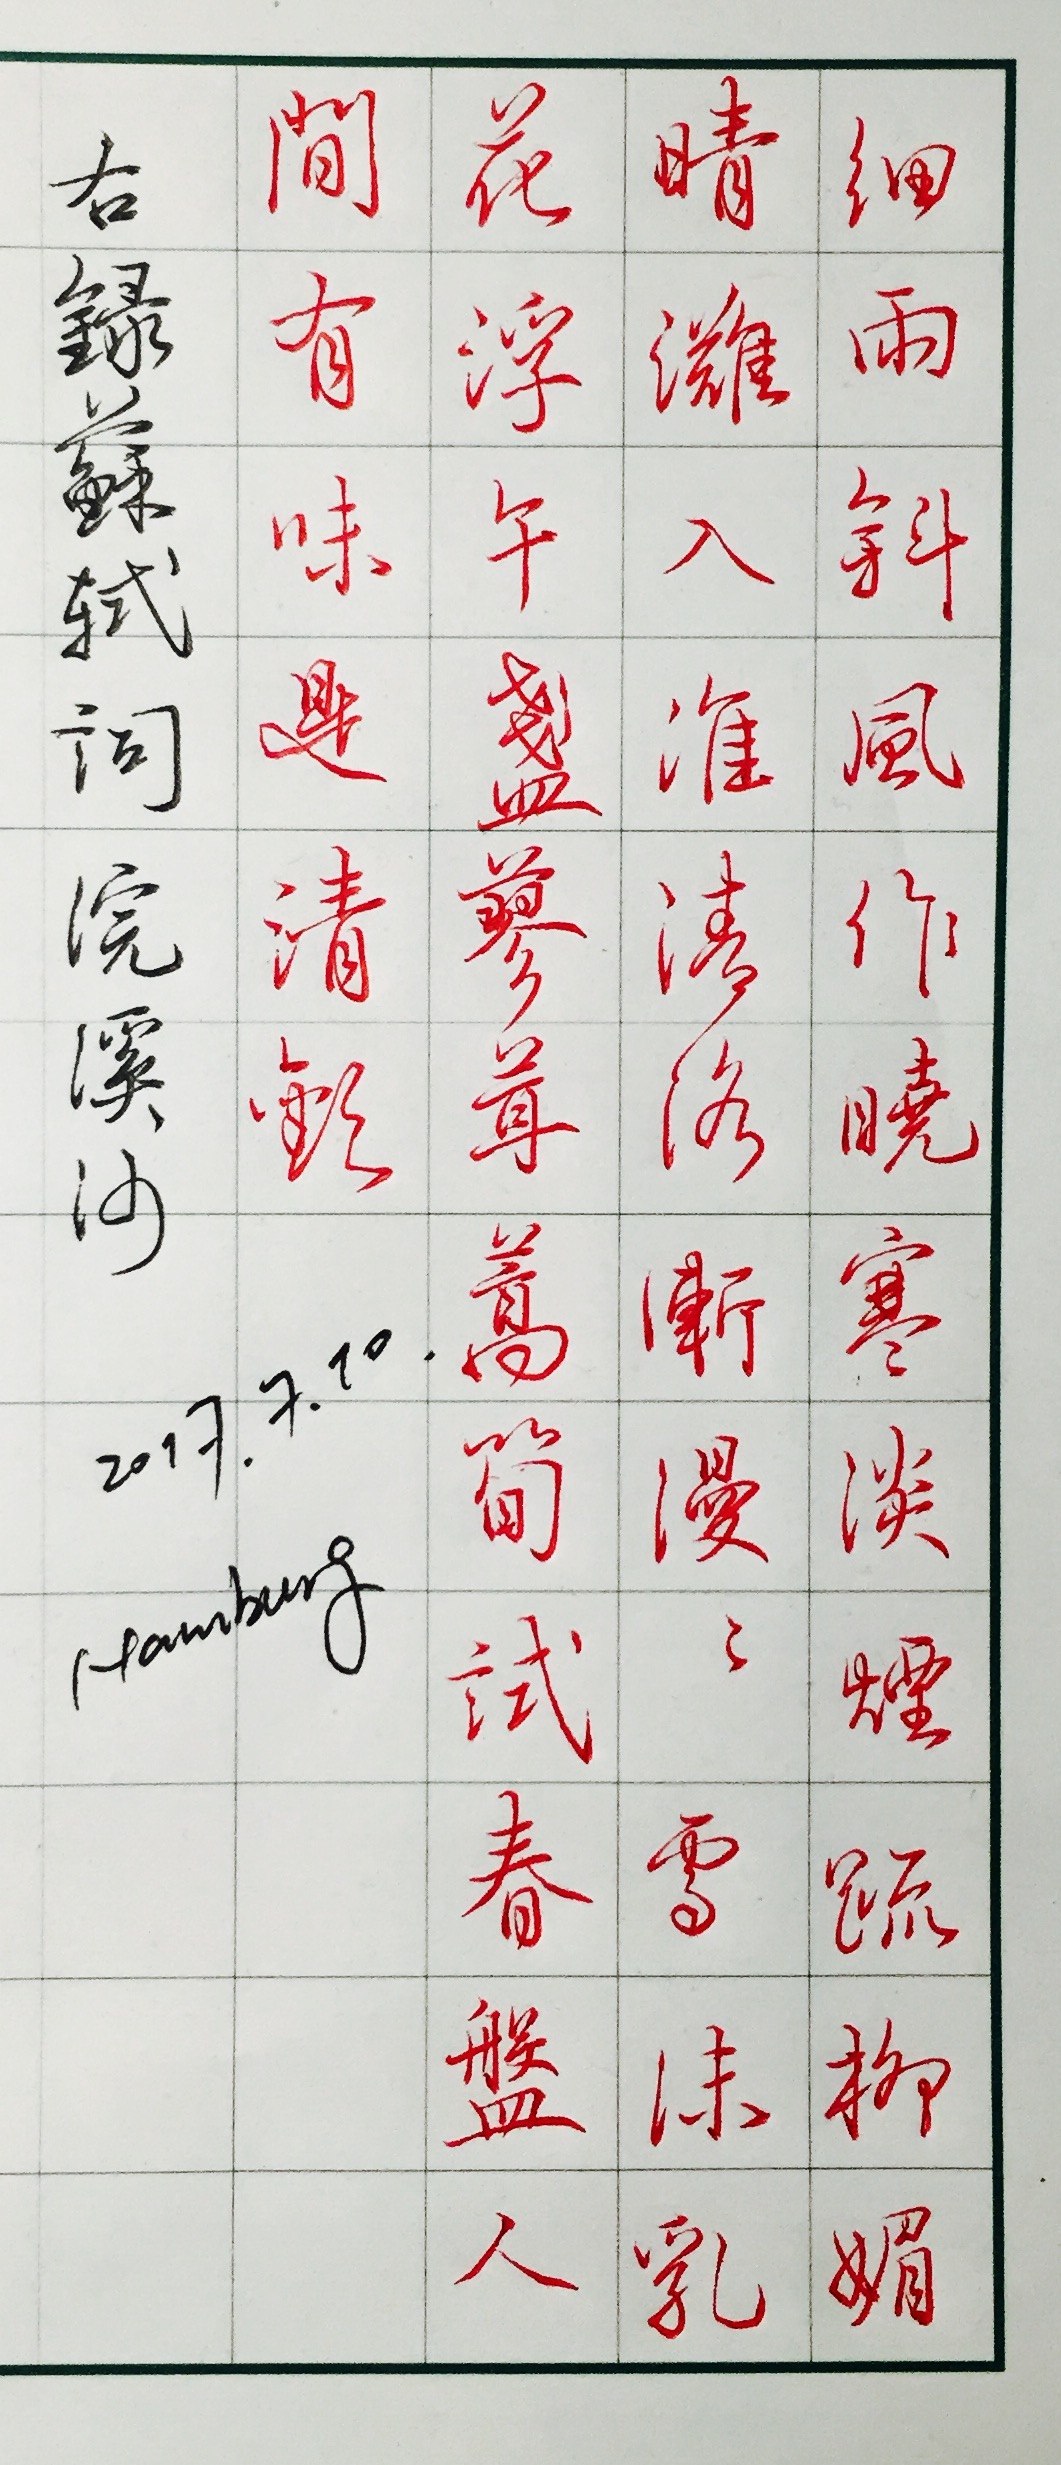 细雨斜風作曉寒淡煙疏柳媚
晴灘入淮清洛漸漫〻雪沫乳
花浮午盞蓼茸蒿筍試春盤人
間有味是清歡
右録蘇軾詞浣溪沙
2017.7.10.
Hamburg